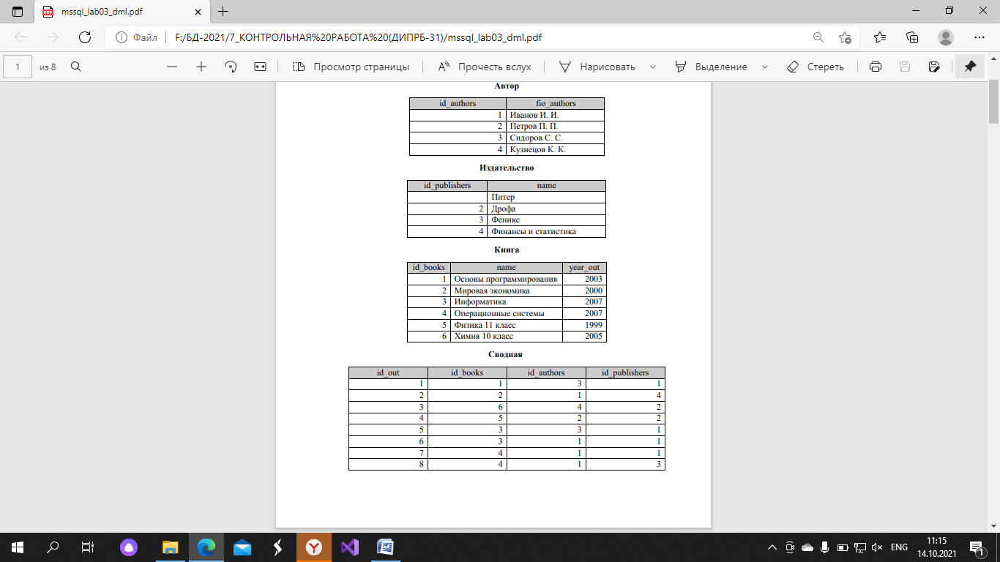 mssql_lab03_dml.pdf
Файл F:/БД-2021/7_КОНТРОЛЬНАЯ%20РАБОТА%20(ДИПРБ-31)/mssql_lab03_dml.pdf
1 из 8 Просмотр страницы Прочесть вслух Нарисовать Выделение Стереть
Автор
id_authors fio_authors
1 Иванов И. И.
2 Петров П. П.
3 Сидоров С. С.
4 Кузнецов К. К.
Издательство
id_publishers name
Питер
2 Дрофа
3 Феникс
4 Финансы и статистика
Книга
id_books name year_out
1 Основы программирования 2003
2 Мировая экономика 2000
3 Информатика 2007
4 Операционные системы 2007
5 Физика 11 класс 1999
6 Химия 10 класс 2005
Сводная
id_out id_books id_authors id_publishers
1 1 3 1
2 2 1 4
3 6 4 2
4 5 2 2
5 3 3 1
6 3 1 1
7 4 1 1
8 4 1 3
ENG 11:15
14.10.2021 1